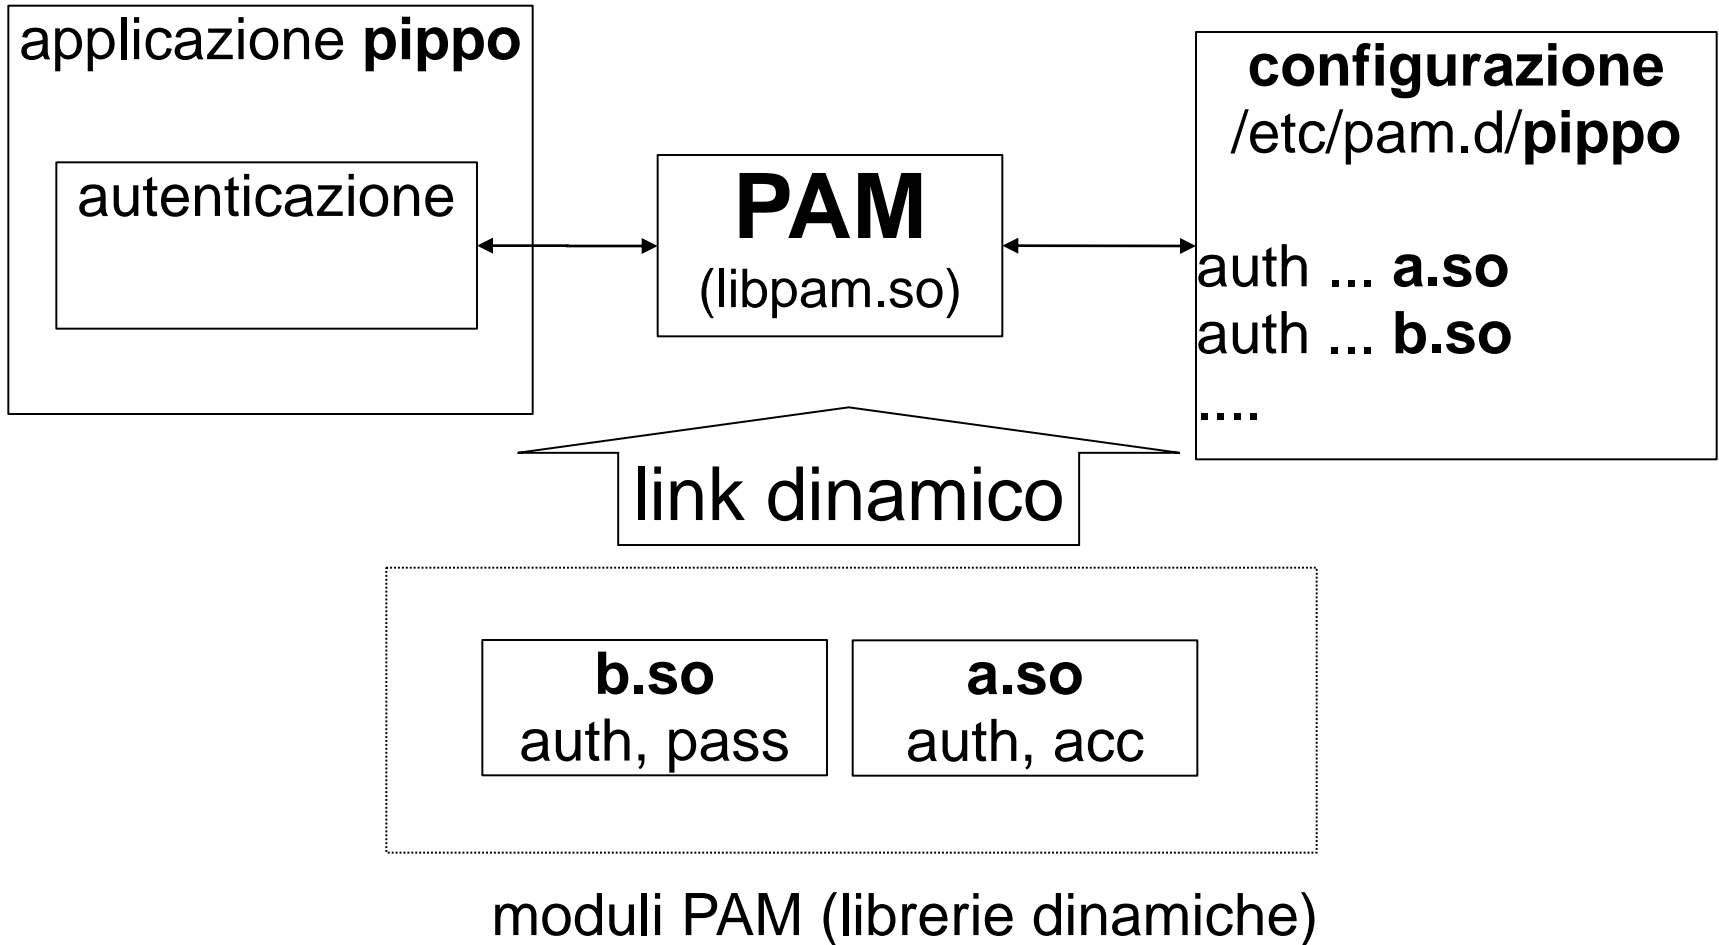 applicazione pippo
autenticazione
PAM
(libpam.so)
configurazione
/etc/pam.d/pippo
auth ... a.so
auth ... b.so
....
link dinamico
b.so
auth, pass
a.so
auth, acc
moduli PAM (librerie dinamiche)